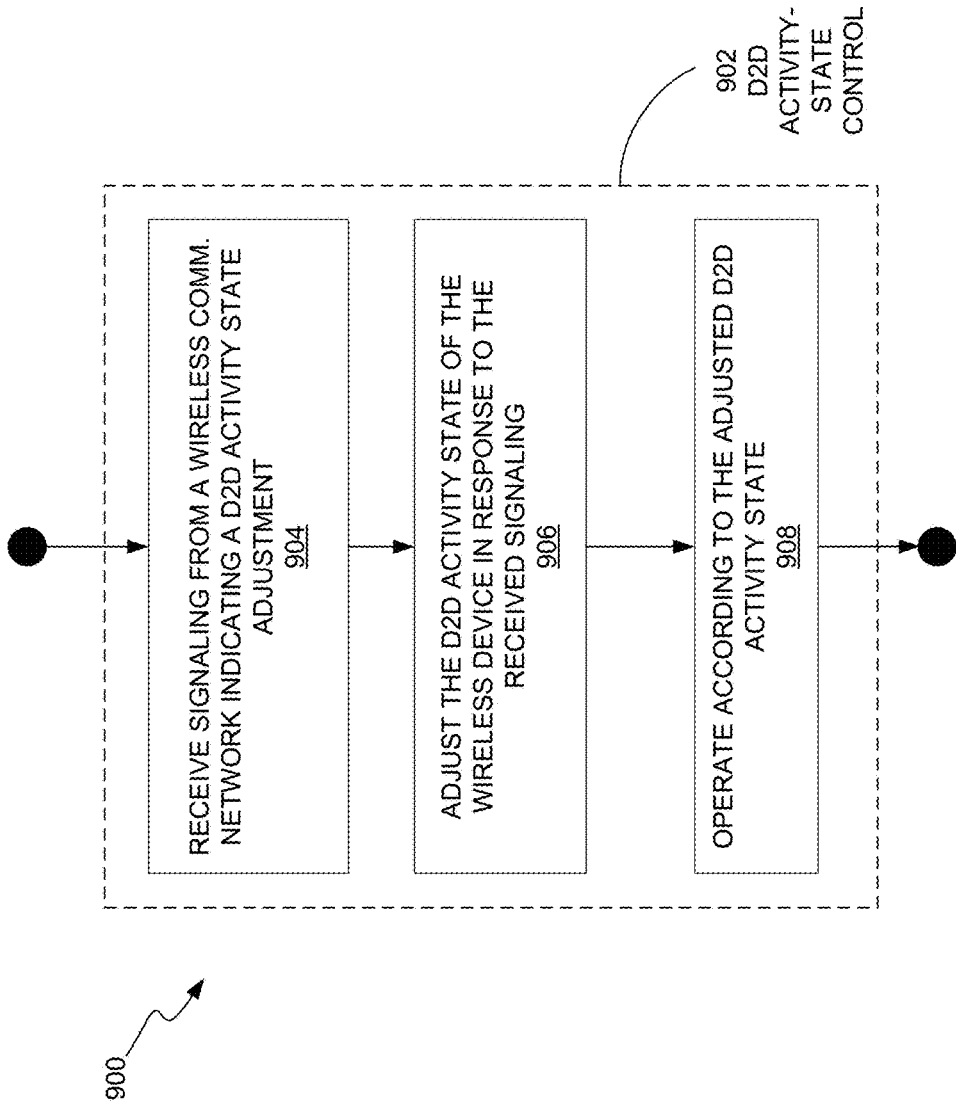 900
RECEIVE SIGNALING FROM A WIRELESS COMM.
NETWORK INDICATING A D2D ACTIVITY STATE
ADJUSTMENT
904
ADJUST THE D2D ACTIVITY STATE OF THE
WIRELESS DEVICE IN RESPONSE TO THE
RECEIVED SIGNALING
906
OPERATE ACCORDING TO THE ADJUSTED D2D
ACTIVITY STATE
908
902
D2D
ACTIVITY-
STATE
CONTROL